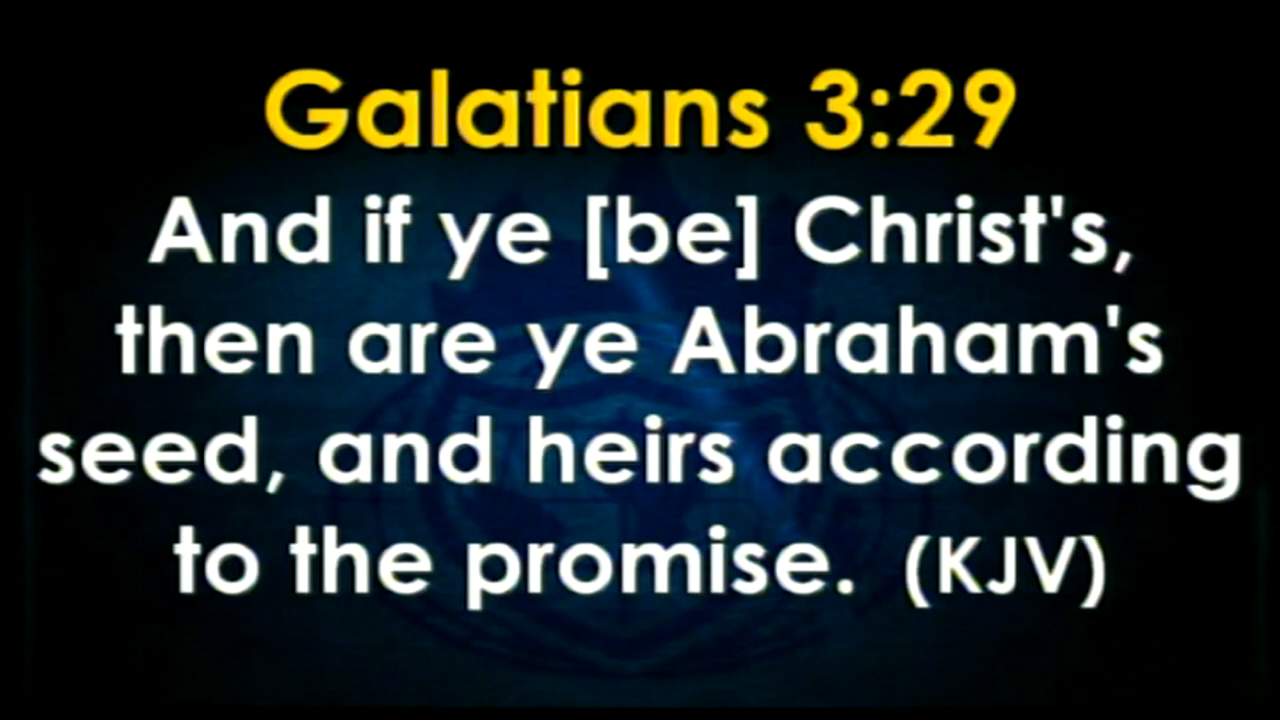 Galatians 3:29
And if ye [be] Christ's,
then are ye Abraham's
seed, and heirs according
to the promise. (KJV)